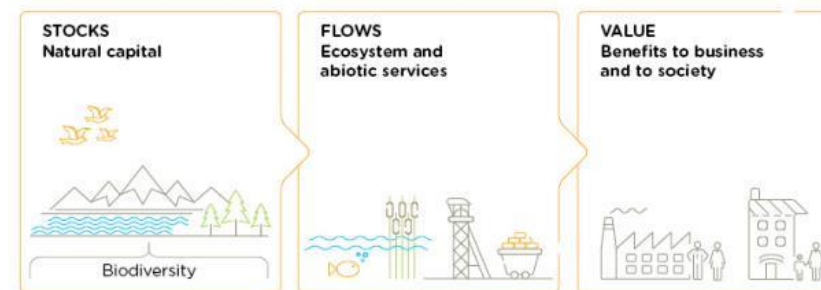 STOCKS
Natural capital
FLOWS
Ecosystem and
abiotic services
VALUE
Benefits to business
and to society
Biodiversity